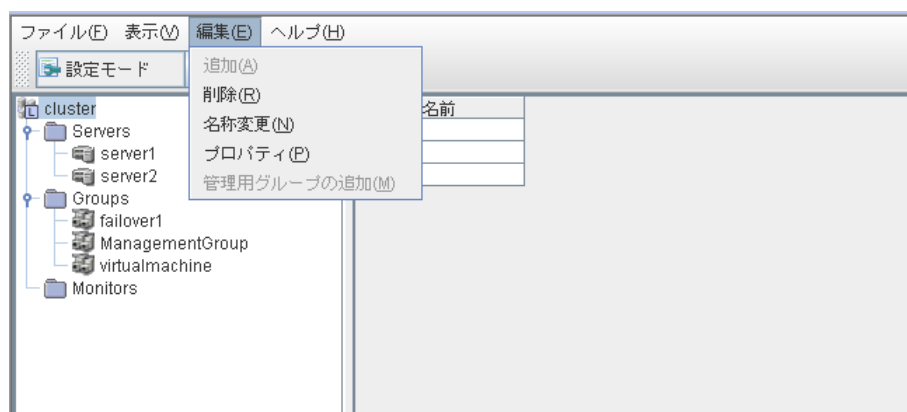 ファイル(F) 表示(V) 編集(E) ヘルプ(H)
設定モード
追加(A)
削除(R)
名称変更(N)
プロパティ(P)
管理用グループの追加(M)
cluster
Servers
server1
server2
Groups
failover1
ManagementGroup
virtualmachine
Monitors
名前